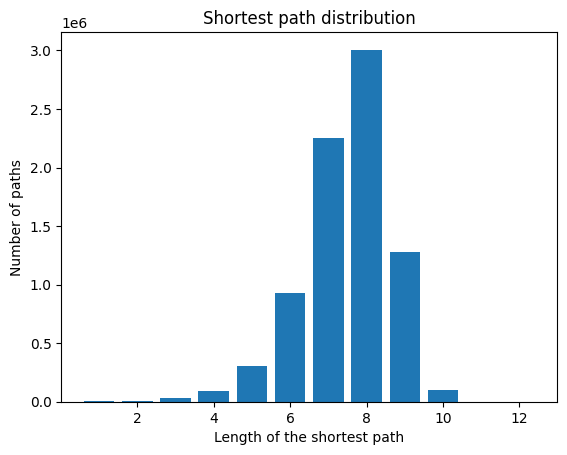 Shortest path distribution
1e6
3.0
2.5
2.0
1.5
1.0
0.5
0.0
Number of paths
2 4 6 8 10 12
Length of the shortest path